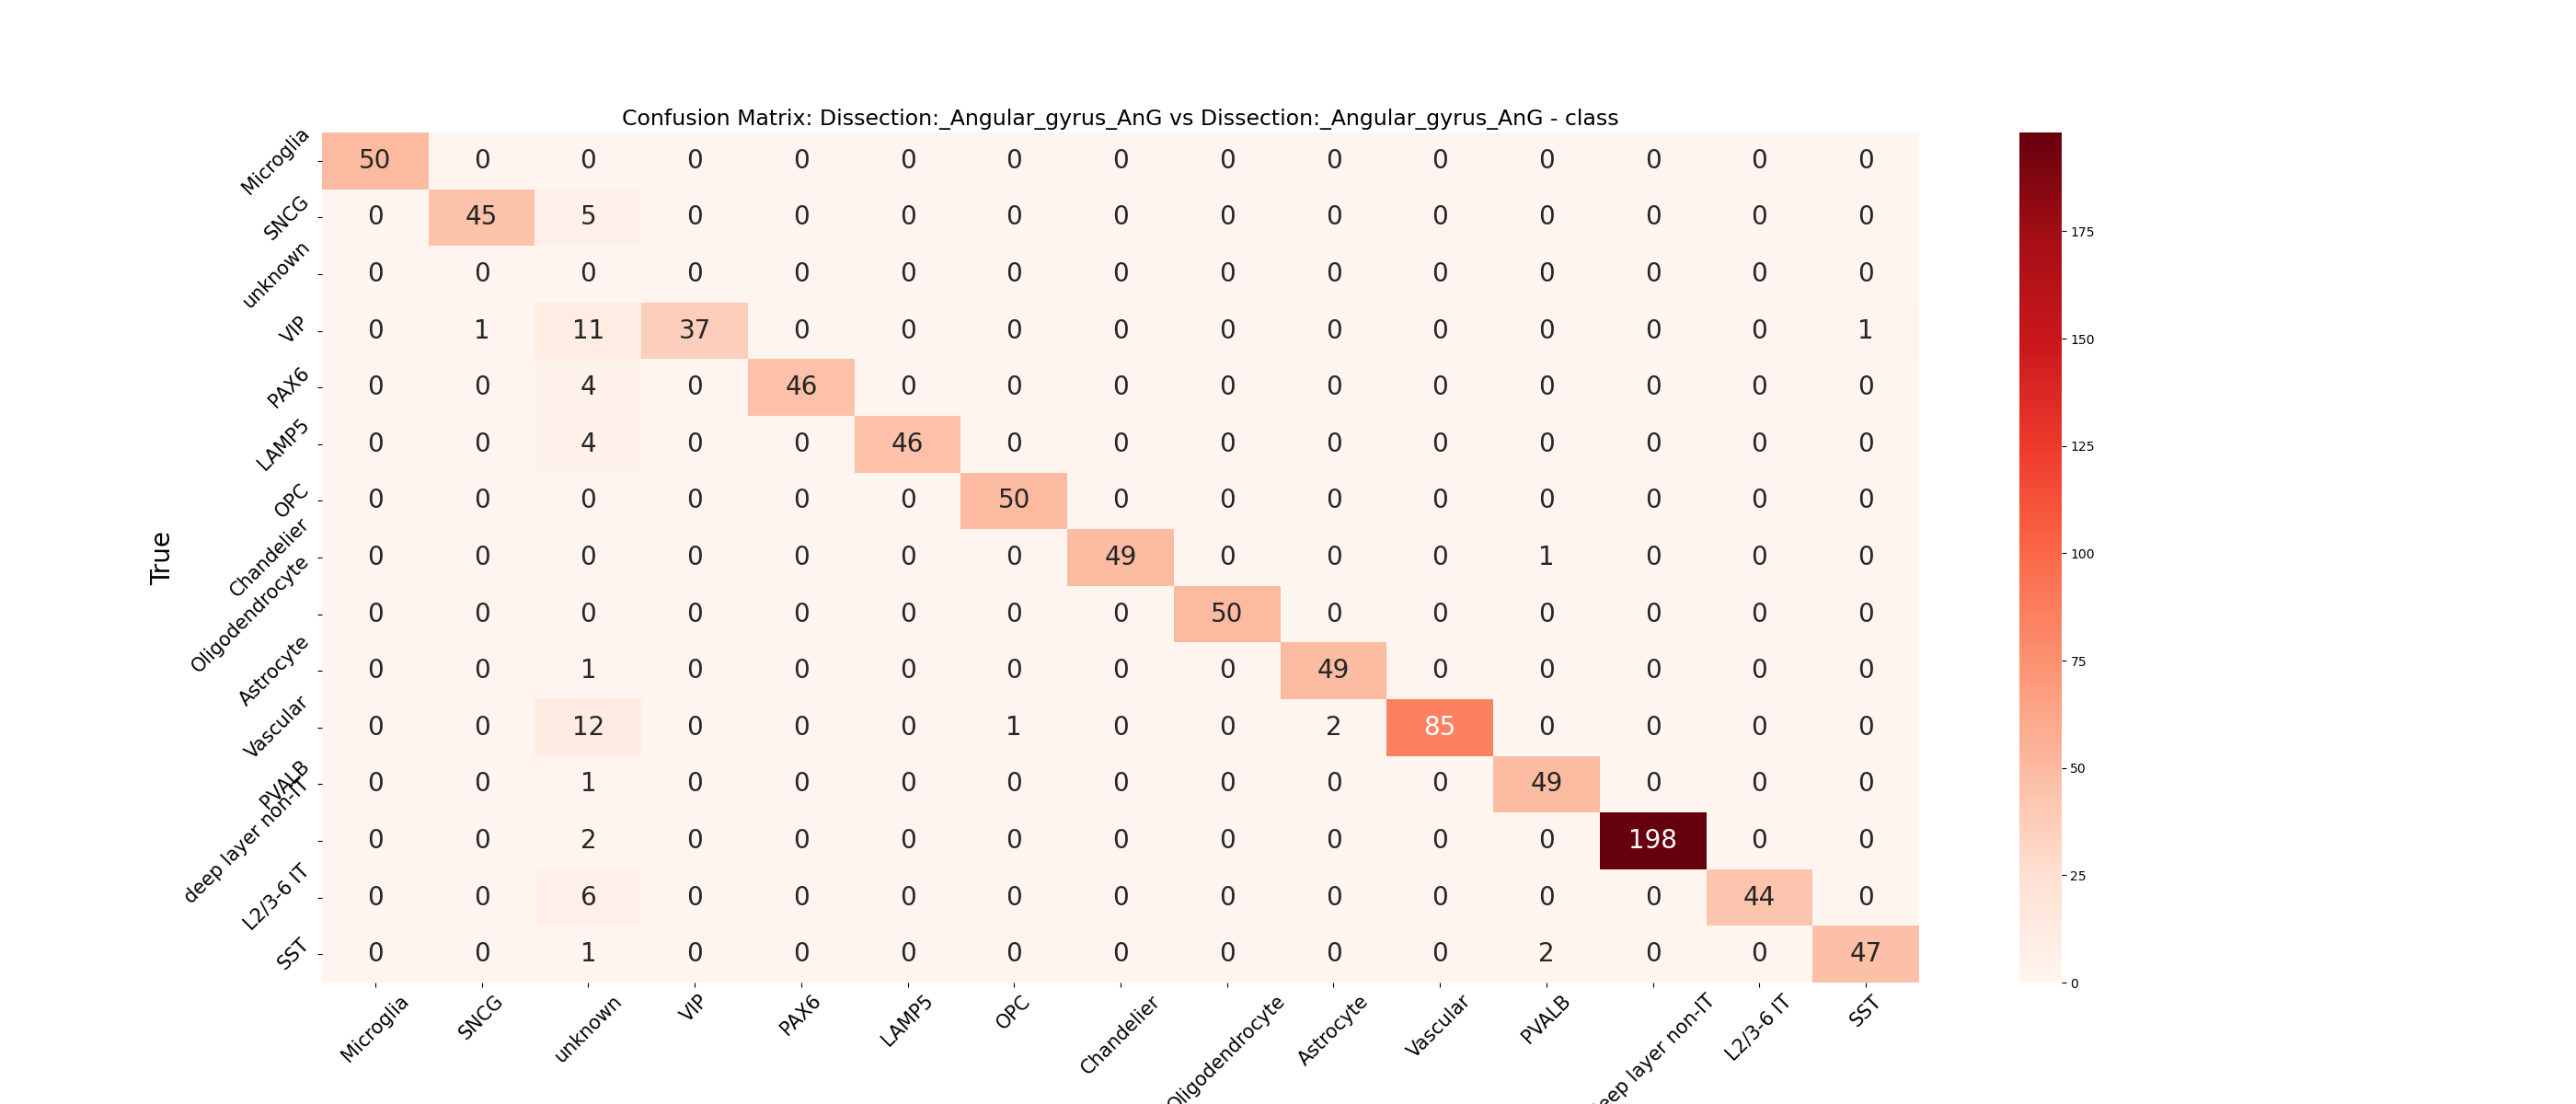 Confusion Matrix: Dissection:_Angular_gyrus_AnG vs Dissection:_Angular_gyrus_AnG - class
True
Microglia 50 0 0 0 0 0 0 0 0 0 0 0 0 0 0
SNCG 0 45 5 0 0 0 0 0 0 0 0 0 0 0 0
unknown 0 0 0 0 0 0 0 0 0 0 0 0 0 0 0
VIP 0 1 11 37 0 0 0 0 0 0 0 0 0 0 1
PAX6 0 0 4 0 46 0 0 0 0 0 0 0 0 0 0
LAMP5 0 0 4 0 0 46 0 0 0 0 0 0 0 0 0
OPC 0 0 0 0 0 0 50 0 0 0 0 0 0 0 0
Chandelier 0 0 0 0 0 0 0 49 0 0 0 1 0 0 0
Oligodendrocyte 0 0 0 0 0 0 0 0 50 0 0 0 0 0 0
Astrocyte 0 0 1 0 0 0 0 0 0 49 0 0 0 0 0
Vascular 0 0 12 0 0 0 1 0 0 2 85 0 0 0 0
PVALB 0 0 1 0 0 0 0 0 0 0 0 49 0 0 0
deep layer non-IT 0 0 2 0 0 0 0 0 0 0 0 0 198 0 0
L2/3-6 IT 0 0 6 0 0 0 0 0 0 0 0 0 0 44 0
SST 0 0 1 0 0 0 0 0 0 0 0 2 0 0 47
Microglia SNCG unknown VIP PAX6 LAMP5 OPC Chandelier Oligodendrocyte Astrocyte Vascular PVALB eep layer non-IT L2/3-6 IT SST
175
150
125
100
75
50
25
0